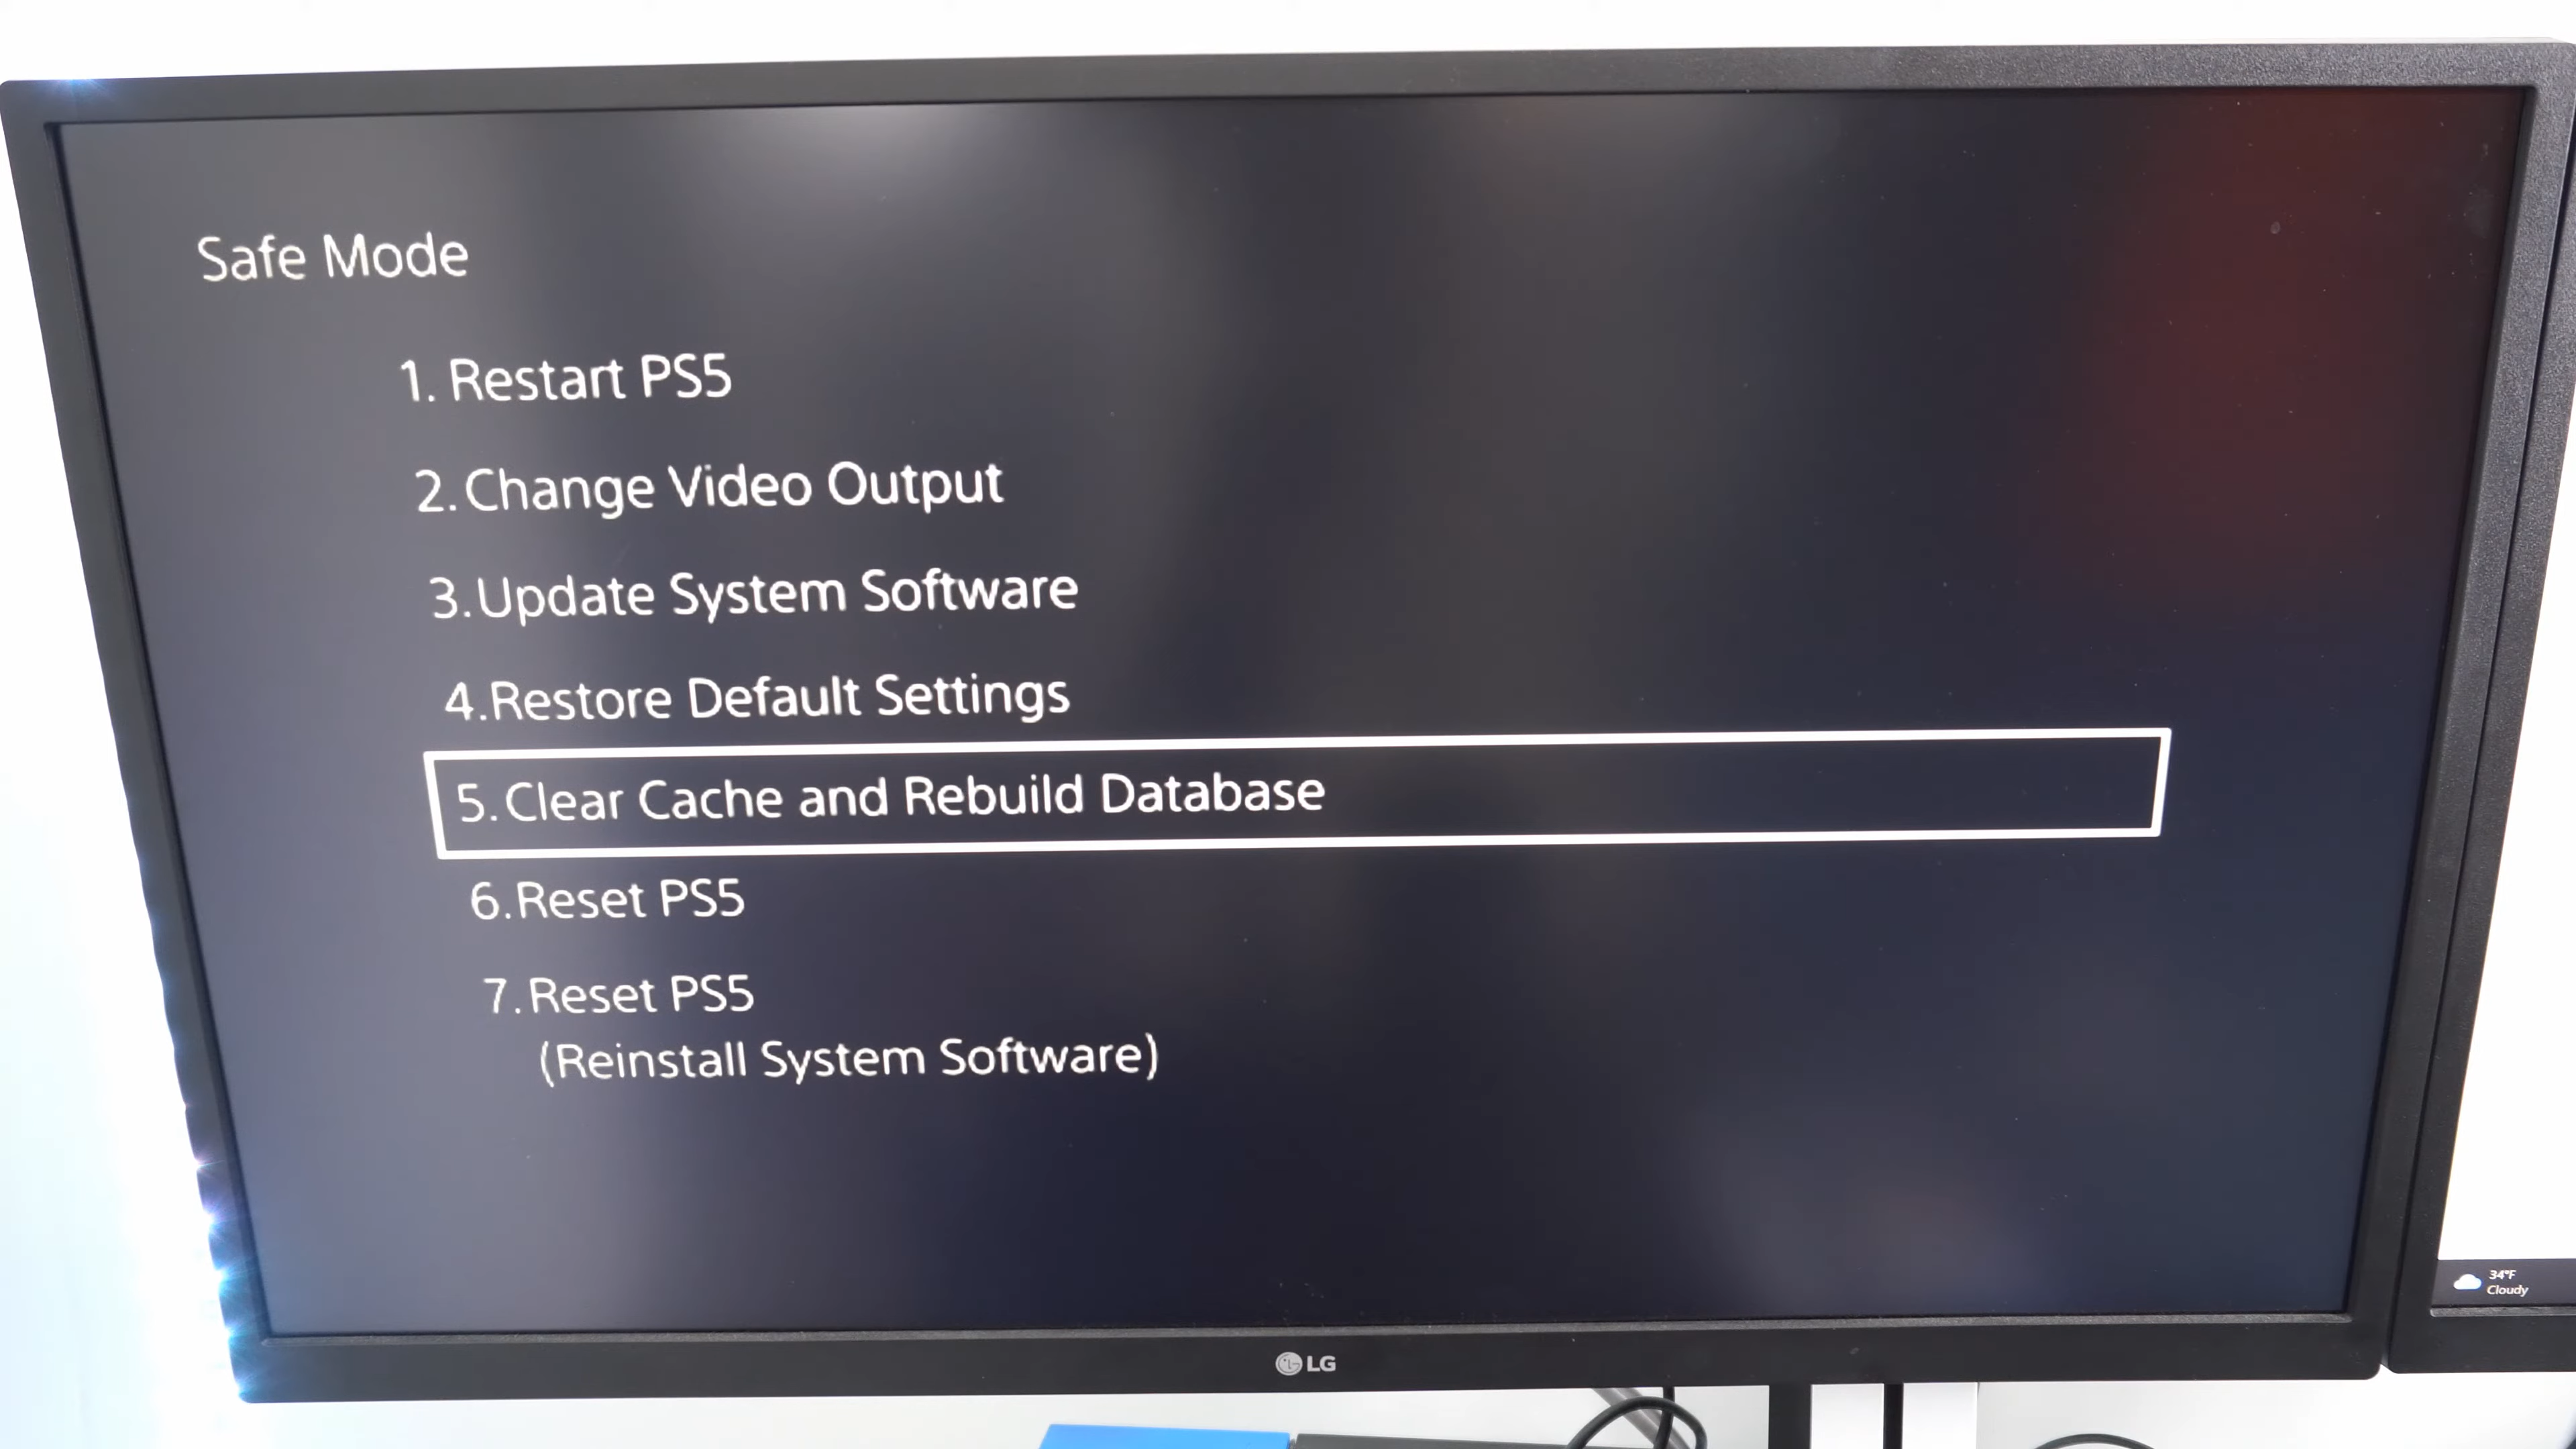 Safe Mode
1. Restart PS5
2. Change Video Output
3. Update System Software
4. Restore Default Settings
5. Clear Cache and Rebuild Database
6. Reset PS5
7. Reset PS5
(Reinstall System Software)
34°F
Cloudy
LG